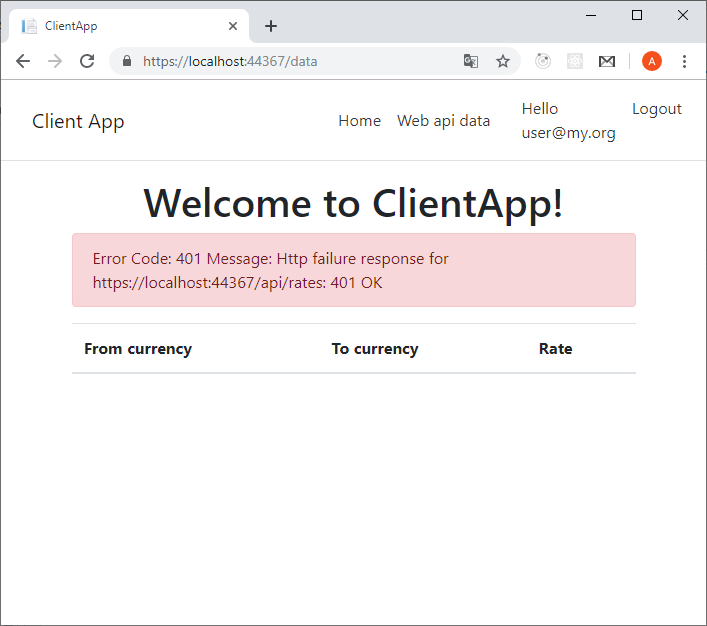 ClientApp
https://localhost:44367/data
A
Client App
Home
Web api data
Hello
user@my.org
Logout
Welcome to ClientApp!
Error Code: 401 Message: Http failure response for
https://localhost:44367/api/rates: 401 OK
From currency
To currency
Rate